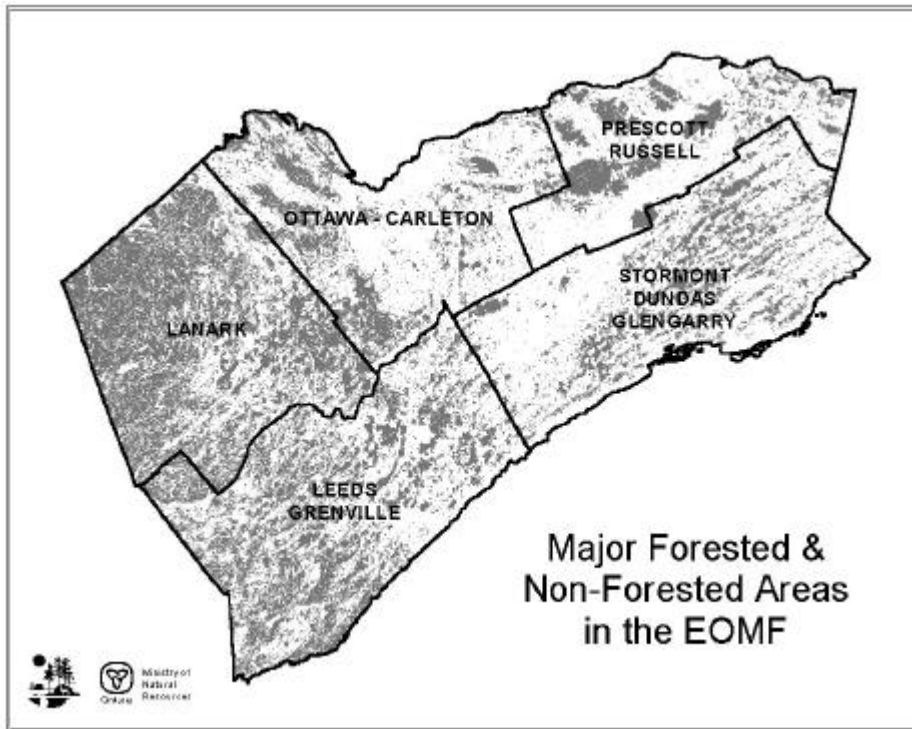 PRESCOTT
RUSSELL
OTTAWA - CARLETON
STORMONT
DUNDAS
GLENGARRY
LANARK
LEEDS
GRENVILLE
Major Forested &
Non-Forested Areas
in the EOMF
Ministry of
Natural
Resources
Ontario